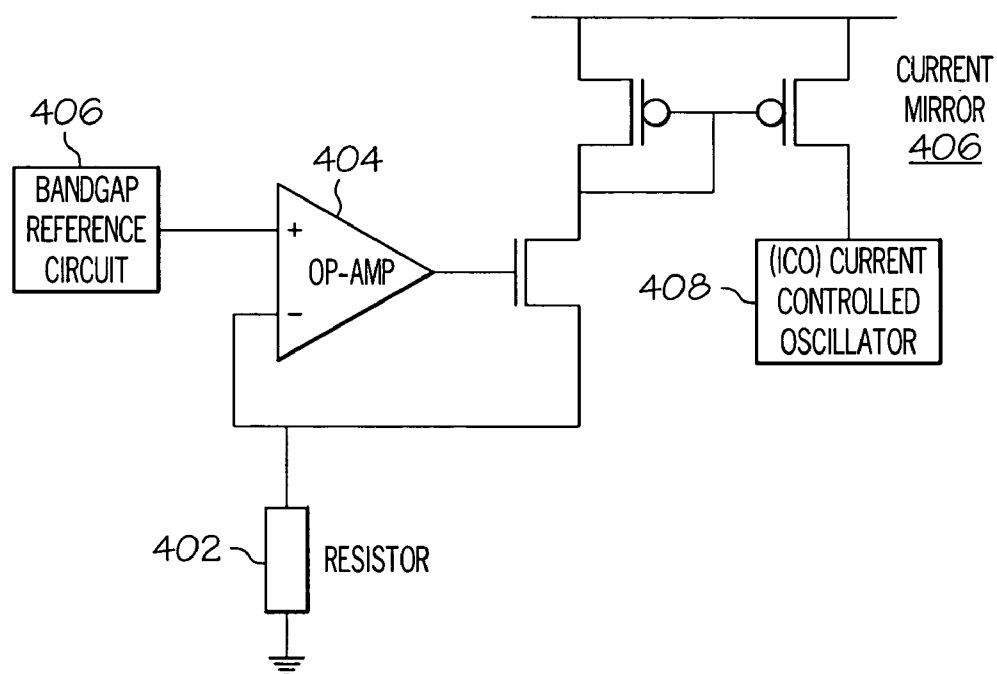 CURRENT
MIRROR
406
406
BANDGAP
REFERENCE
CIRCUIT
404
+
OP-AMP
−
408
(ICO) CURRENT
CONTROLLED
OSCILLATOR
402
RESISTOR